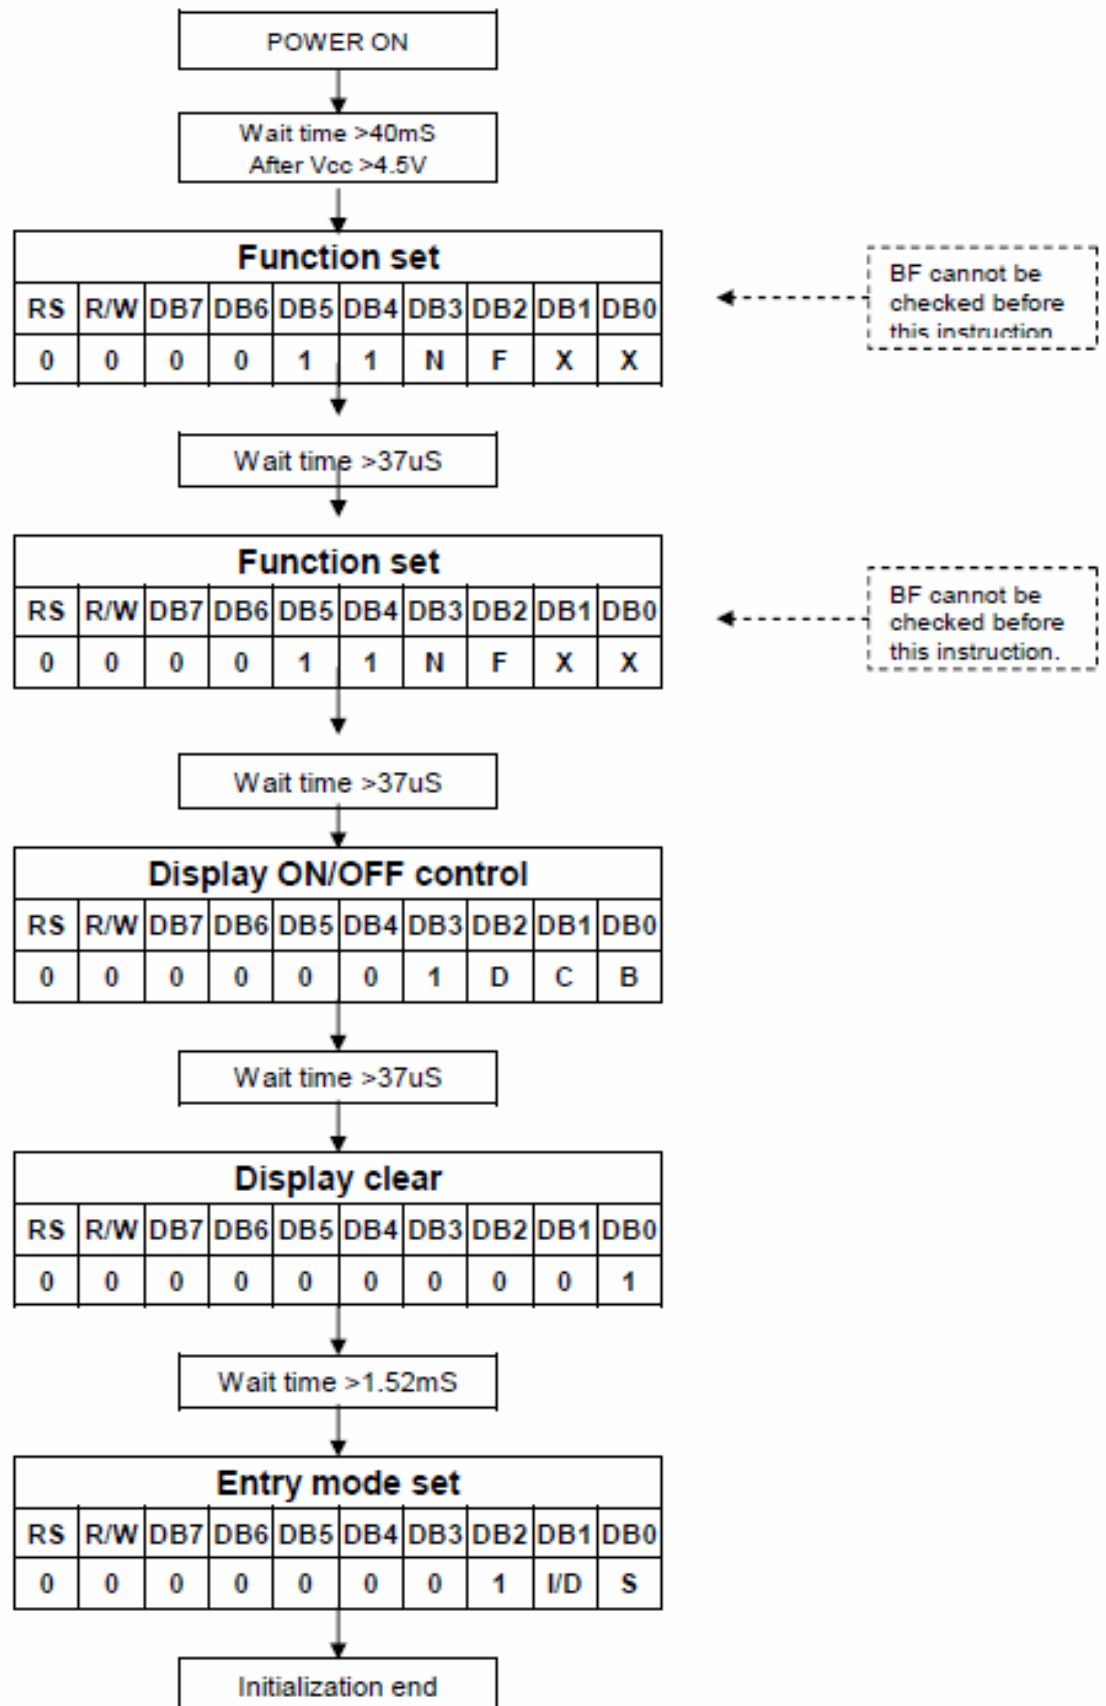 POWER ON
Wait time >40mS
After Vcc >4.5V
Function set
RS R/W DB7 DB6 DB5 DB4 DB3 DB2 DB1 DB0
0 0 0 0 1 1 N F X X
BF cannot be
checked before
this instruction
Wait time >37uS
Function set
RS R/W DB7 DB6 DB5 DB4 DB3 DB2 DB1 DB0
0 0 0 0 1 1 N F X X
BF cannot be
checked before
this instruction.
Wait time >37uS
Display ON/OFF control
RS R/W DB7 DB6 DB5 DB4 DB3 DB2 DB1 DB0
0 0 0 0 0 0 1 D C B
Wait time >37uS
Display clear
RS R/W DB7 DB6 DB5 DB4 DB3 DB2 DB1 DB0
0 0 0 0 0 0 0 0 0 1
Wait time >1.52mS
Entry mode set
RS R/W DB7 DB6 DB5 DB4 DB3 DB2 DB1 DB0
0 0 0 0 0 0 0 1 I/D S
Initialization end